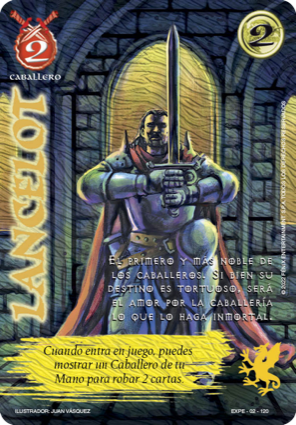 2
2
CABALLERO
LANCELOT
EL PRIMERO Y MÁS NOBLE DE
LOS CABALLEROS. SI BIEN SU
DESTINO ES TORTUOSO, SERÁ
EL AMOR POR LA CABALLERÍA
LO QUE LO HAGA INMORTAL.
Cuando entra en juego, puedes
mostrar un Caballero de tu
Mano para robar 2 cartas.
ILUSTRADOR: JUAN VÁSQUEZ
EXPE - 02 - 120